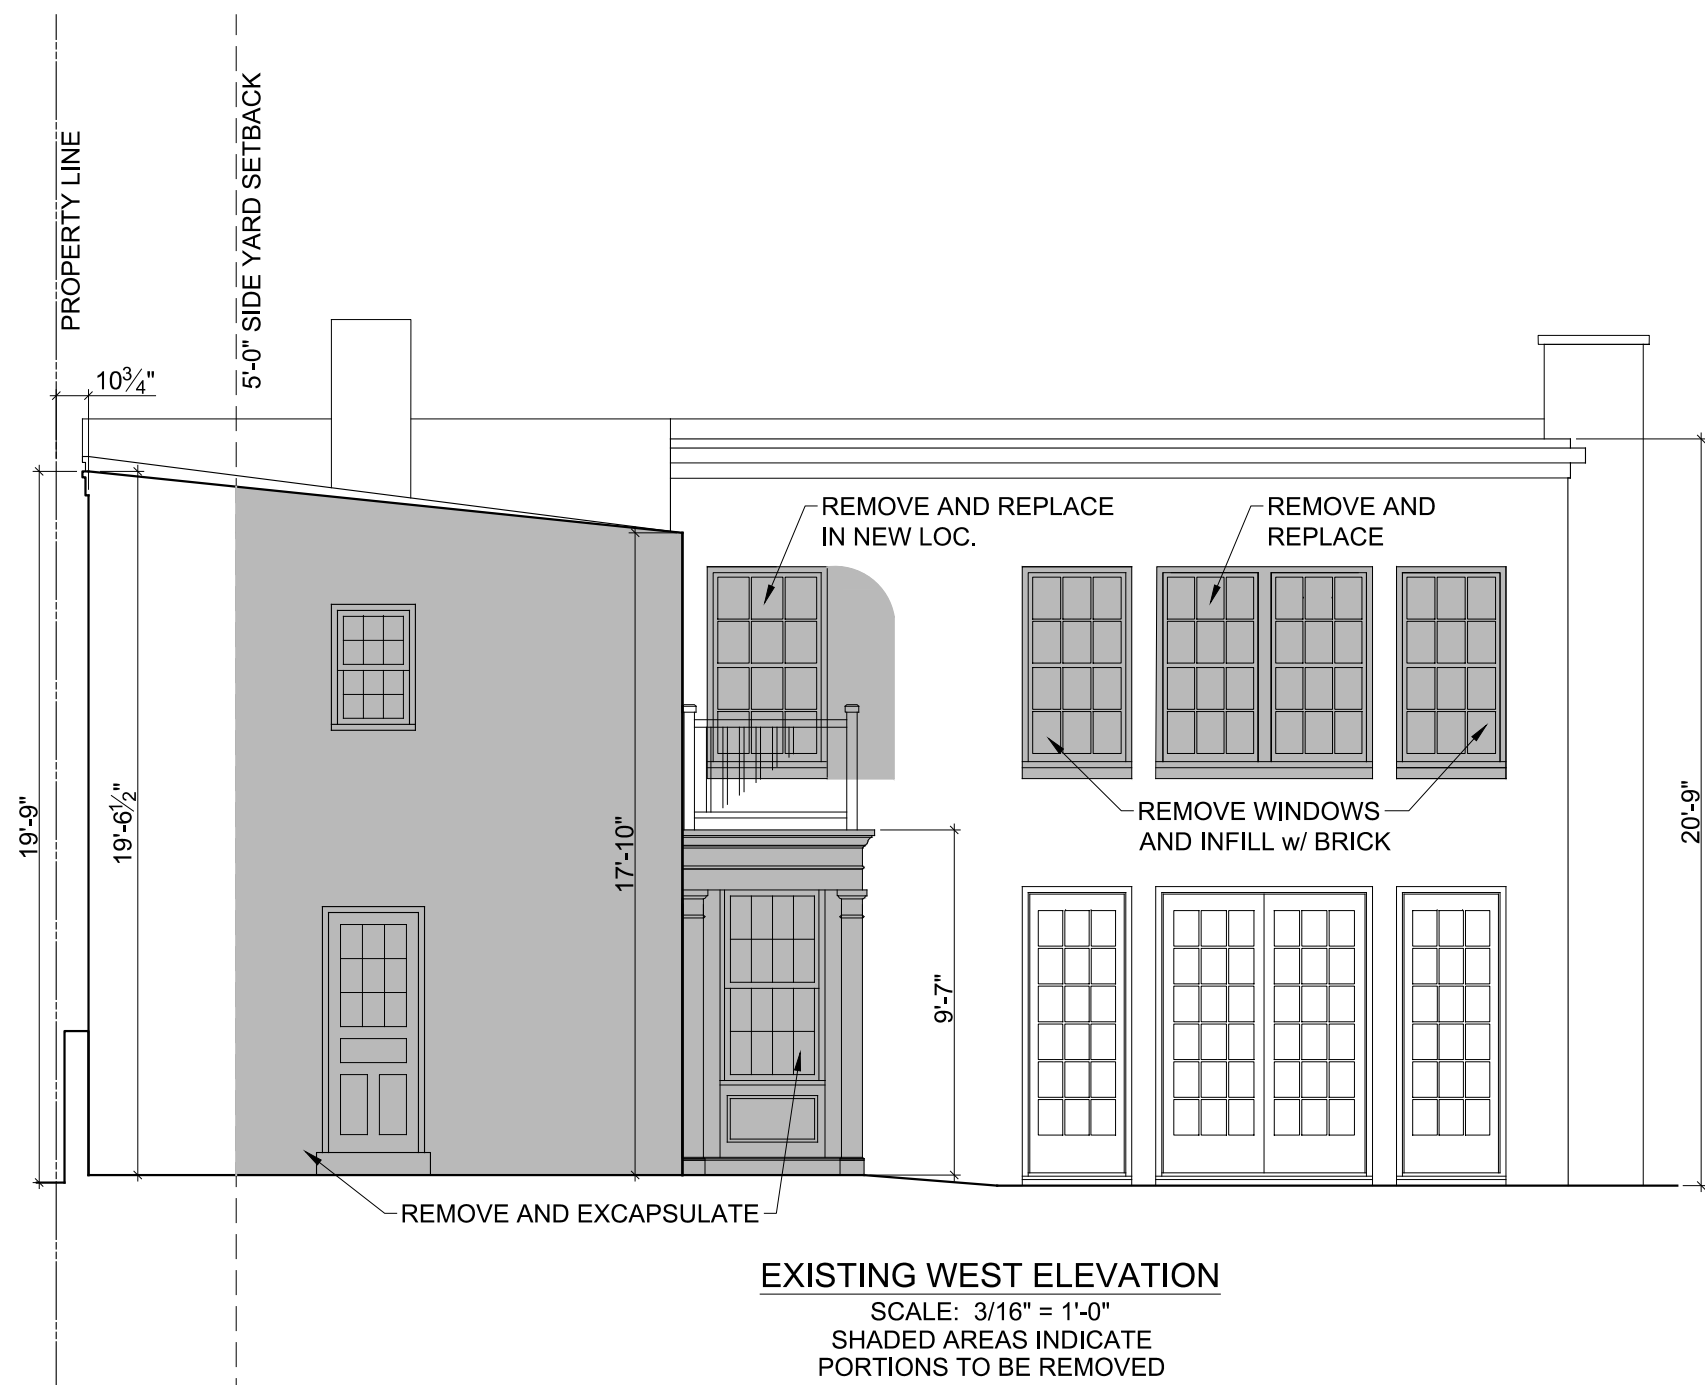 PROPERTY LINE
5'-0" SIDE YARD SETBACK
10¾"
REMOVE AND REPLACE
IN NEW LOC.
REMOVE AND
REPLACE
19'-9"
19'-6½"
17'-10"
REMOVE WINDOWS
AND INFILL w/ BRICK
20'-9"
9'-7"
REMOVE AND EXCAPSULATE
EXISTING WEST ELEVATION
SCALE: 3/16" = 1'-0"
SHADED AREAS INDICATE
PORTIONS TO BE REMOVED